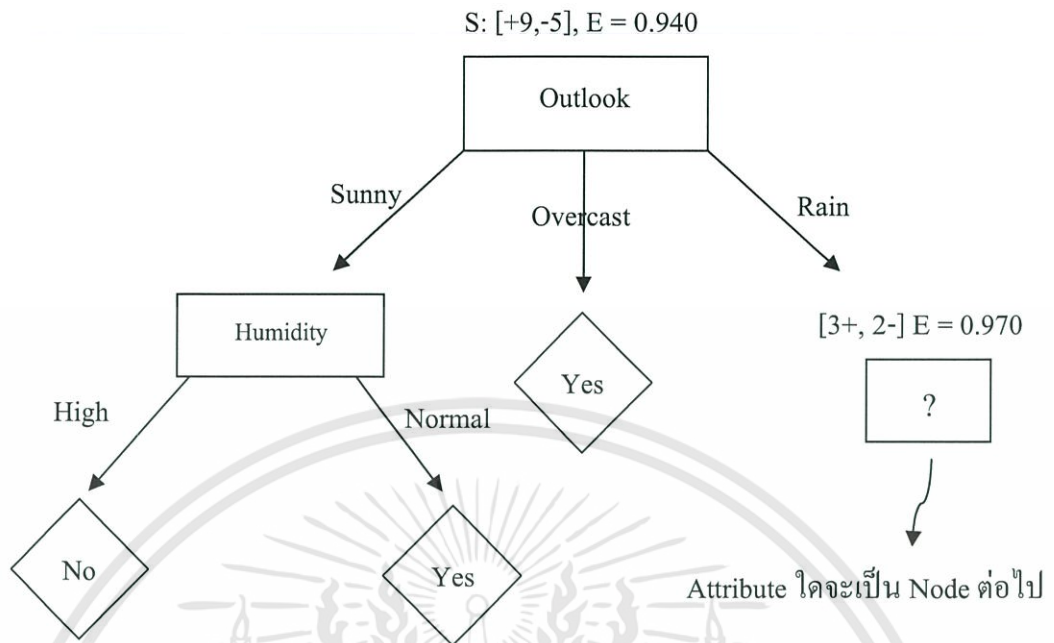 S: [+9,-5], E = 0.940
Outlook
Sunny
Overcast
Rain
Humidity
[3+, 2-] E = 0.970
Yes
?
High
Normal
No
Yes
Attribute ใดจะเป็น Node ต่อไป